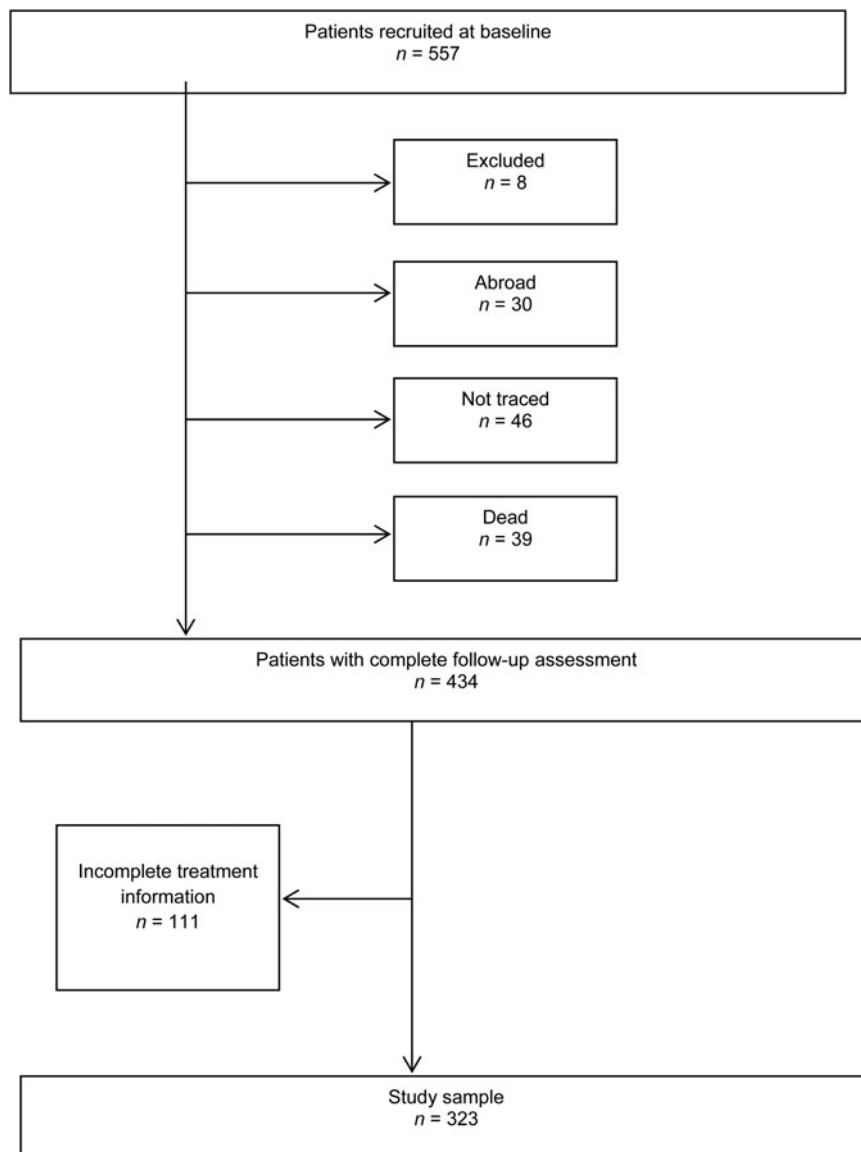 Patients recruited at baseline
n = 557
Excluded
n = 8
Abroad
n = 30
Not traced
n = 46
Dead
n = 39
Patients with complete follow-up assessment
n = 434
Incomplete treatment
information
n = 111
Study sample
n = 323